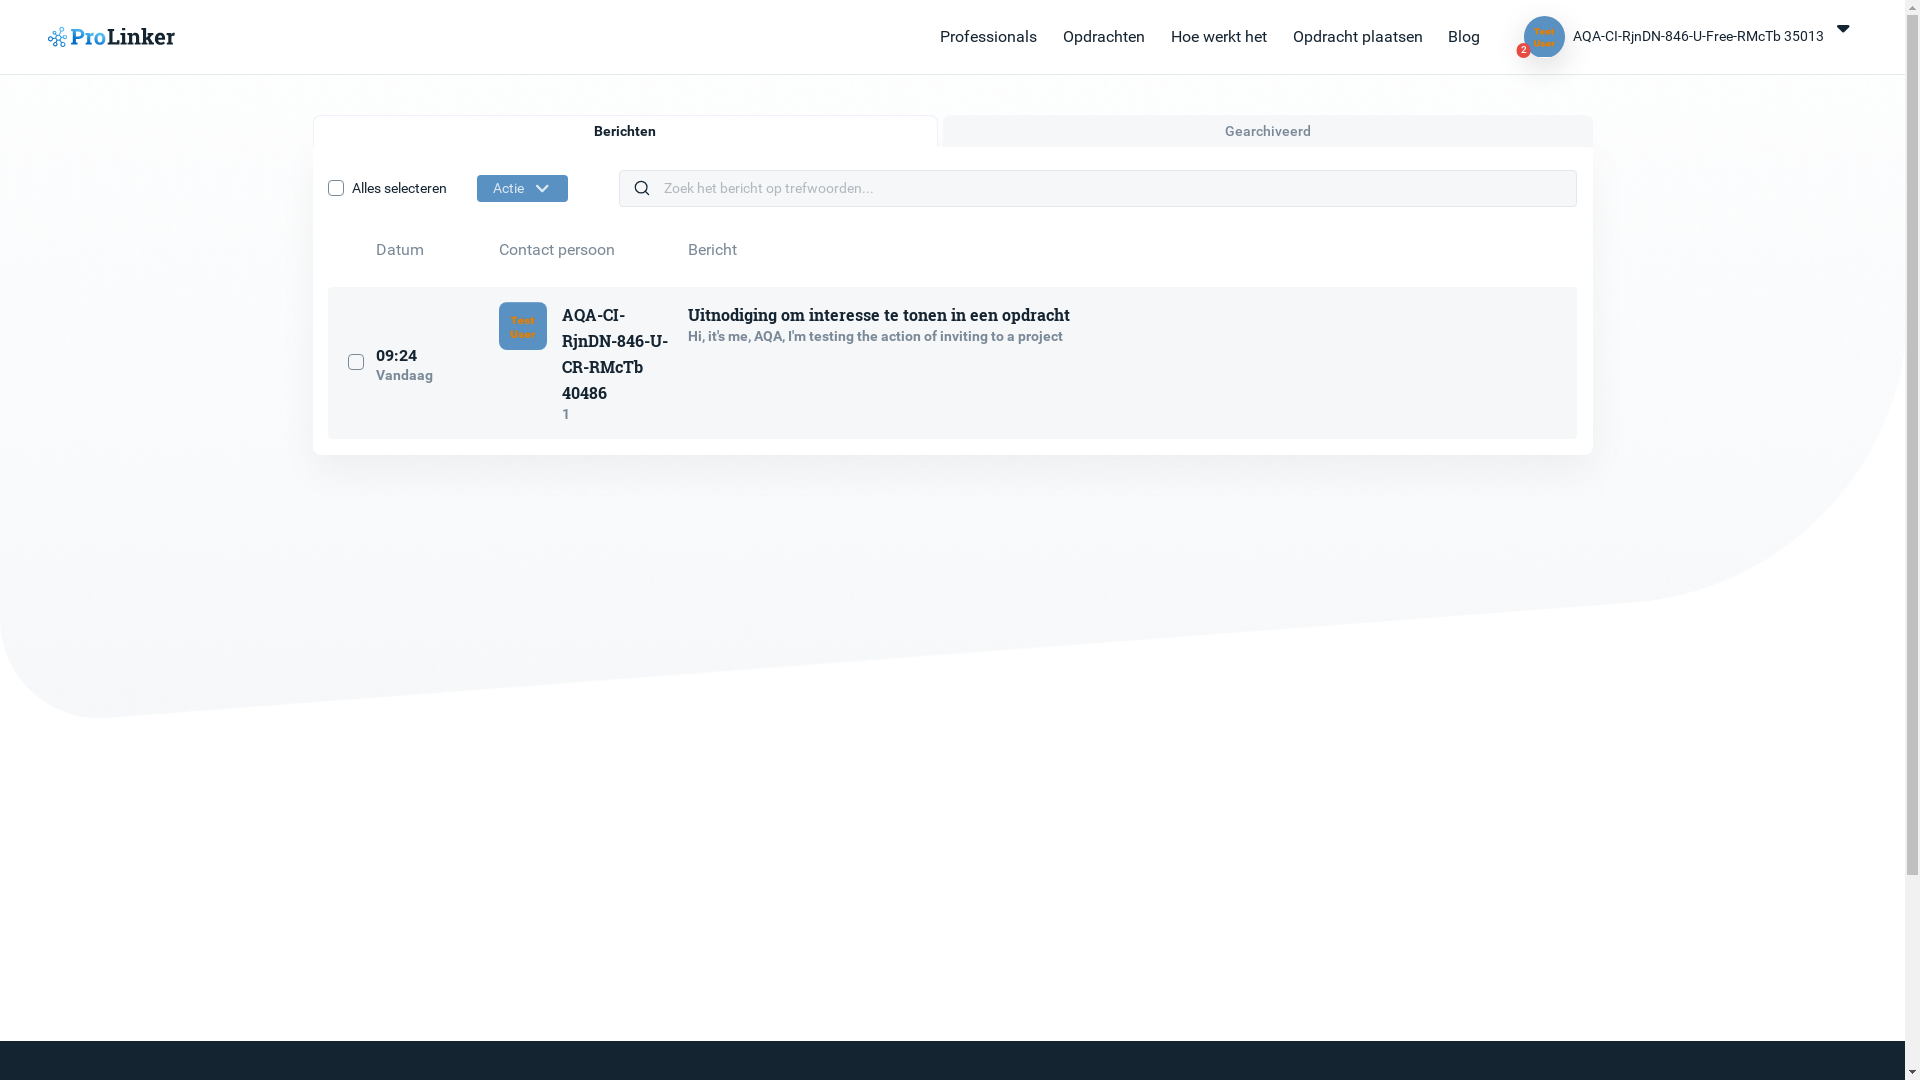 ProLinker
Professionals
Opdrachten
Hoe werkt het
Opdracht plaatsen
Blog
Test
User
2
AQA-CI-RjnDN-846-U-Free-RMcTb 35013
Berichten
Gearchiveerd
Alles selecteren
Actie
Zoek het bericht op trefwoorden...
Datum
Contact persoon
Bericht
09:24
Vandaag
Test
User
AQA-CI-
RjnDN-846-U-
CR-RMcTb
40486
1
Uitnodiging om interesse te tonen in een opdracht
Hi, it's me, AQA, I'm testing the action of inviting to a project